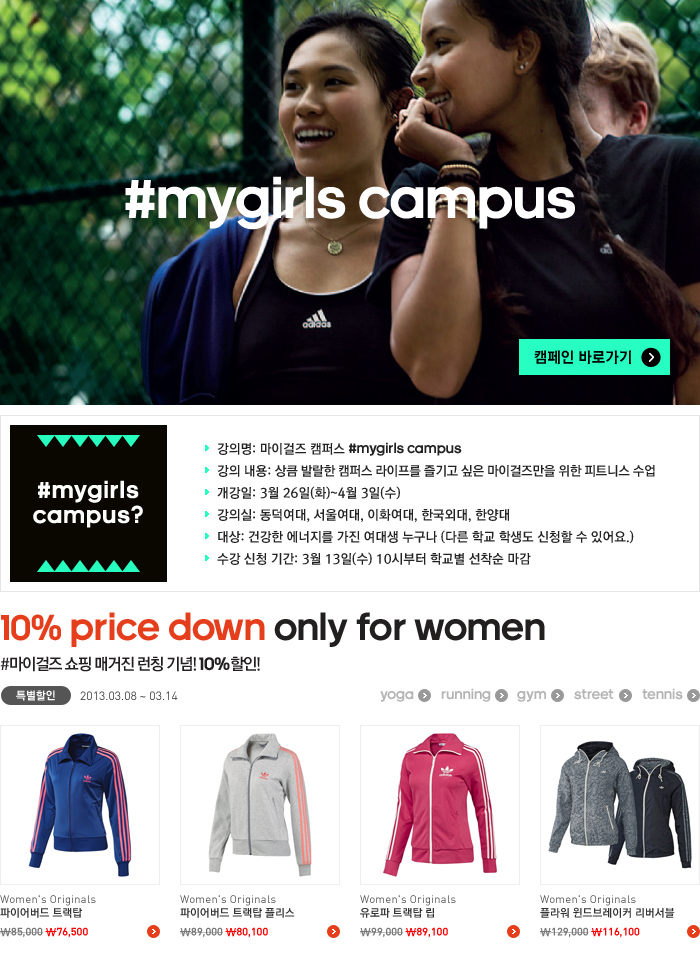 #mygirls campus
adidas
adidas
캠페인 바로가기
#mygirls
campus?
강의명: 마이걸즈 캠퍼스 #mygirls campus
강의 내용: 상큼 발랄한 캠퍼스 라이프를 즐기고 싶은 마이걸즈만을 위한 피트니스 수업
개강일: 3월 26일(화)~4월 3일(수)
강의실: 동덕여대, 서울여대, 이화여대, 한국외대, 한양대
대상: 건강한 에너지를 가진 여대생 누구나 (다른 학교 학생도 신청할 수 있어요.)
수강 신청 기간: 3월 13일(수) 10시부터 학교별 선착순 마감
10% price down only for women
#마이걸즈 쇼핑 매거진 런칭 기념! 10%할인!
특별할인 2013.03.08 ~ 03.14 yoga running gym street tennis
Women's Originals
파이어버드 트랙탑
₩85,000 ₩76,500
Women's Originals
파이어버드 트랙탑 플리스
₩89,000 ₩80,100
adidas
Women's Originals
유로파 트랙탑 립
₩99,000 ₩89,100
Women's Originals
플라워 윈드브레이커 리버서블
₩129,000 ₩116,100